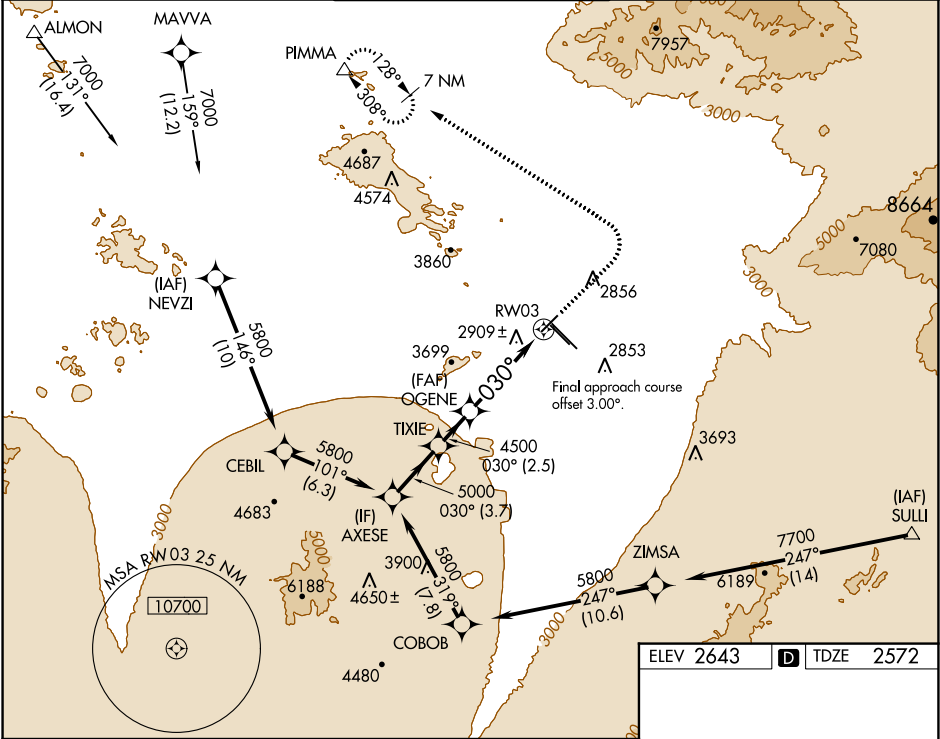 ALMON
MAVVA
7000
131°
(16.4)
7000
159°
(12.2)
PIMMA
128°
308°
7 NM
7957
5000
3000
4687
4574
3860
8664
5000
7080
3000
(IAF)
NEVZI
5800
146°
(10)
2856
RW03
2909±
2853
3699
(FAF)
OGENE
030°
Final approach course
offset 3.00°.
TIXIE
4500
030° (2.5)
CEBIL
5800
101°
(6.3)
5000
030° (3.7)
3693
4683
(IF)
AXESE
(IAF)
SULLI
3000
5000
6188
3900
4650±
5800
319°
(7.8)
ZIMSA
7700
247°
(14)
6189
5800
247°
(10.6)
COBOB
3000
4480
MSA RW03 25 NM
10700
ELEV 2643 D TDZE 2572